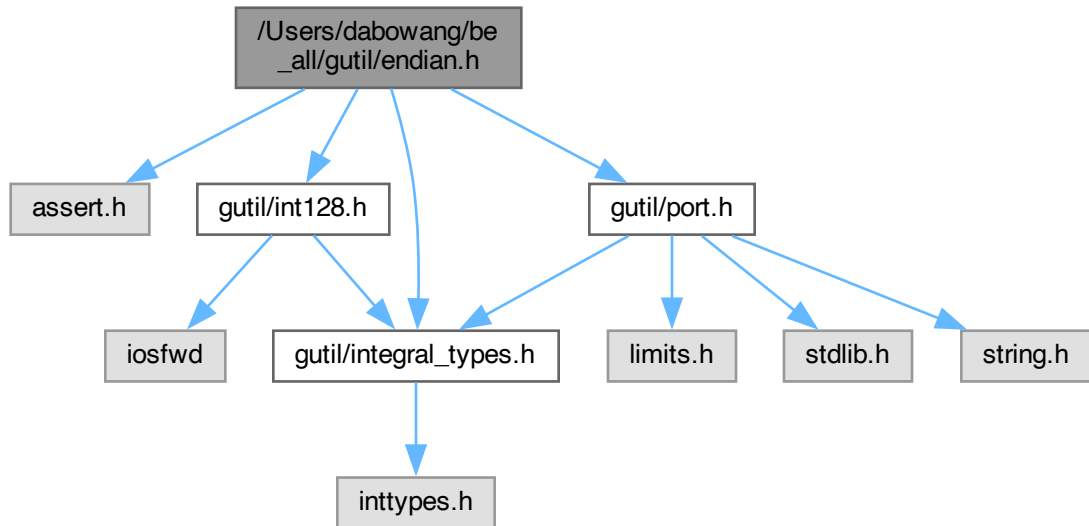 /Users/dabowang/be
_all/gutil/endian.h
assert.h
gutil/int128.h
gutil/port.h
iosfwd
gutil/integral_types.h
limits.h
stdlib.h
string.h
inttypes.h